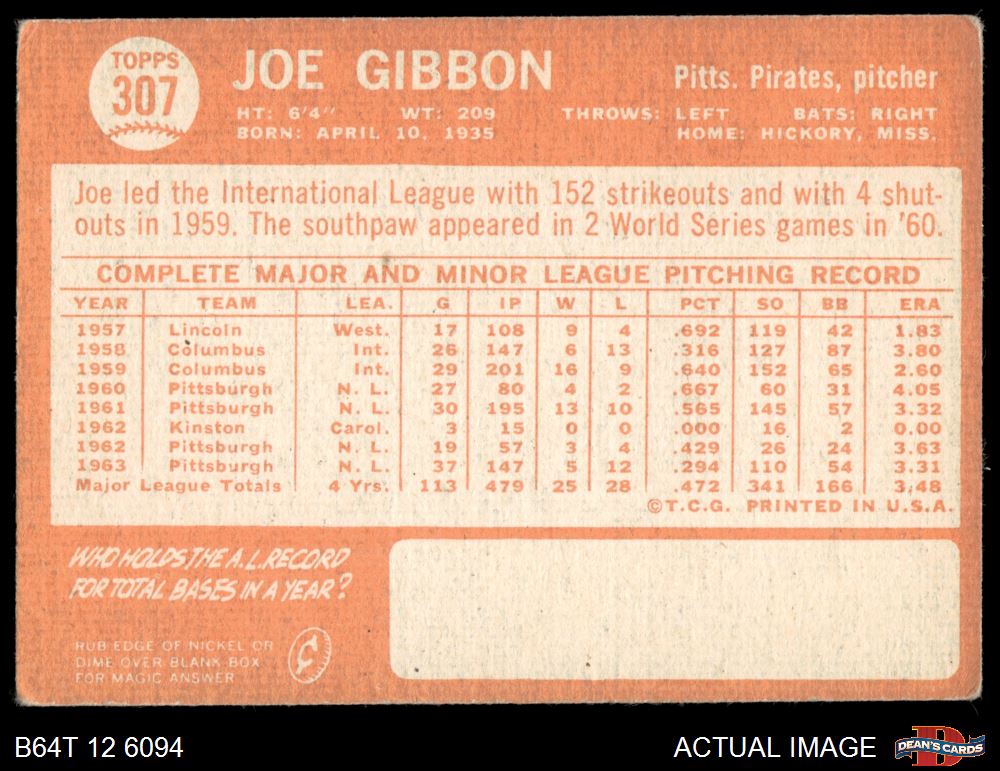 TOPPS
307
JOE GIBBON
Pitts. Pirates, pitcher
HT: 6'4" WT: 209 THROWS: LEFT BATS: RIGHT
BORN: APRIL 10, 1935 HOME: HICKORY, MISS.
Joe led the International League with 152 strikeouts and with 4 shut-
outs in 1959. The southpaw appeared in 2 World Series games in '60.
COMPLETE MAJOR AND MINOR LEAGUE PITCHING RECORD
YEAR TEAM LEA. G IP W L PCT SO BB ERA
1957 Lincoln West. 17 108 9 4 .692 119 42 1.83
1958 Columbus Int. 26 147 6 13 .316 127 87 3.80
1959 Columbus Int. 29 201 16 9 .640 152 65 2.60
1960 Pittsburgh N. L. 27 80 4 2 .667 60 31 4.05
1961 Pittsburgh N. L. 30 195 13 10 .565 145 57 3.32
1962 Kinston Carol. 3 15 0 0 .000 16 2 0.00
1962 Pittsburgh N. L. 19 57 3 4 .429 26 24 3.63
1963 Pittsburgh N. L. 37 147 5 12 .294 110 54 3.31
Major League Totals 4 Yrs. 113 479 25 28 .472 341 166 3.48
©T.C.G. PRINTED IN U.S.A.
WHO HOLDS THE A.L. RECORD
FOR TOTAL BASES IN A YEAR?
RUB EDGE OF NICKEL OR
DIME OVER BLANK BOX
FOR MAGIC ANSWER
B64T 12 6094
ACTUAL IMAGE
DEAN'S CARDS